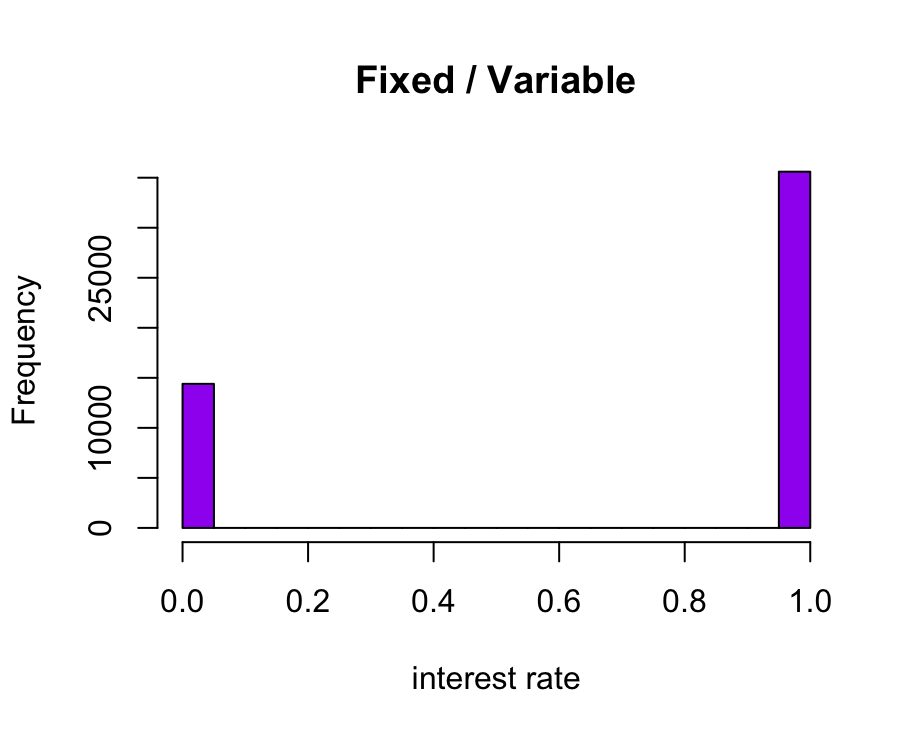 Fixed / Variable
Frequency
25000
10000
0
0.0 0.2 0.4 0.6 0.8 1.0
interest rate